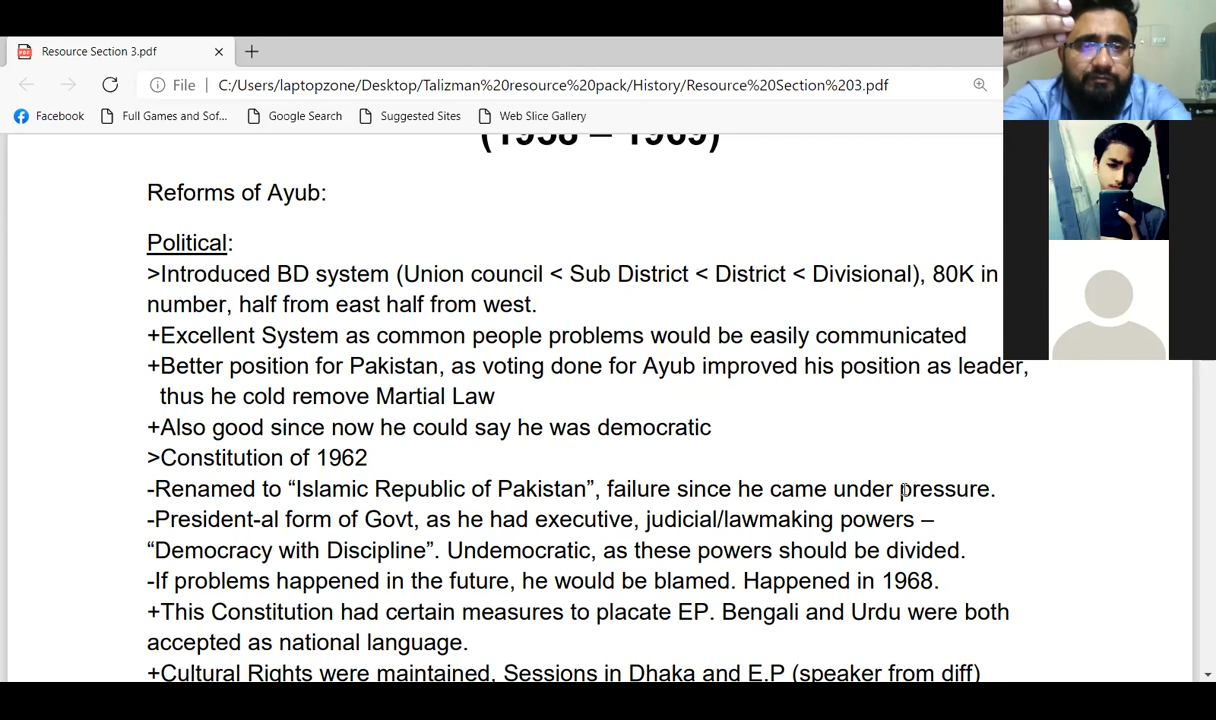 Resource Section 3.pdf
File
C:/Users/laptopzone/Desktop/Talizman%20resource%20pack/History/Resource%20Section%203.pdf
Facebook
Full Games and Sof...
Google Search
Suggested Sites
Web Slice Gallery
(1958 – 1969)
Reforms of Ayub:
Political:
>Introduced BD system (Union council < Sub District < District < Divisional), 80K in
number, half from east half from west.
+Excellent System as common people problems would be easily communicated
+Better position for Pakistan, as voting done for Ayub improved his position as leader,
thus he cold remove Martial Law
+Also good since now he could say he was democratic
>Constitution of 1962
-Renamed to “Islamic Republic of Pakistan”, failure since he came under pressure.
-President-al form of Govt, as he had executive, judicial/lawmaking powers –
“Democracy with Discipline”. Undemocratic, as these powers should be divided.
-If problems happened in the future, he would be blamed. Happened in 1968.
+This Constitution had certain measures to placate EP. Bengali and Urdu were both
accepted as national language.
+Cultural Rights were maintained. Sessions in Dhaka and E.P (speaker from diff)